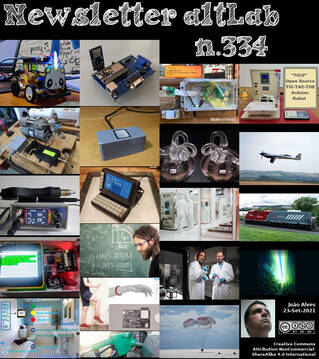 Newsletter altLab
n.334
"TICO"
Open Source
TIC-TAC-TOE
Arduino
Robot
João Alves
23-Set-2021
Creative Commons
Attribution-NonCommercial-
ShareAlike 4.0 International